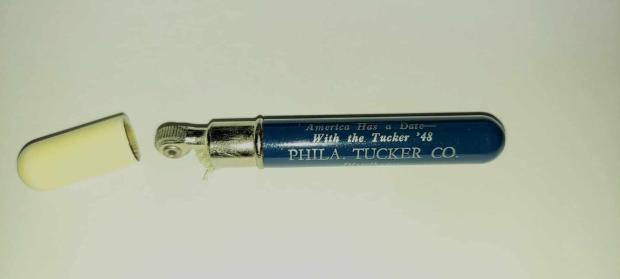 America Has a Date—
With the Tucker '48
PHILA. TUCKER CO.